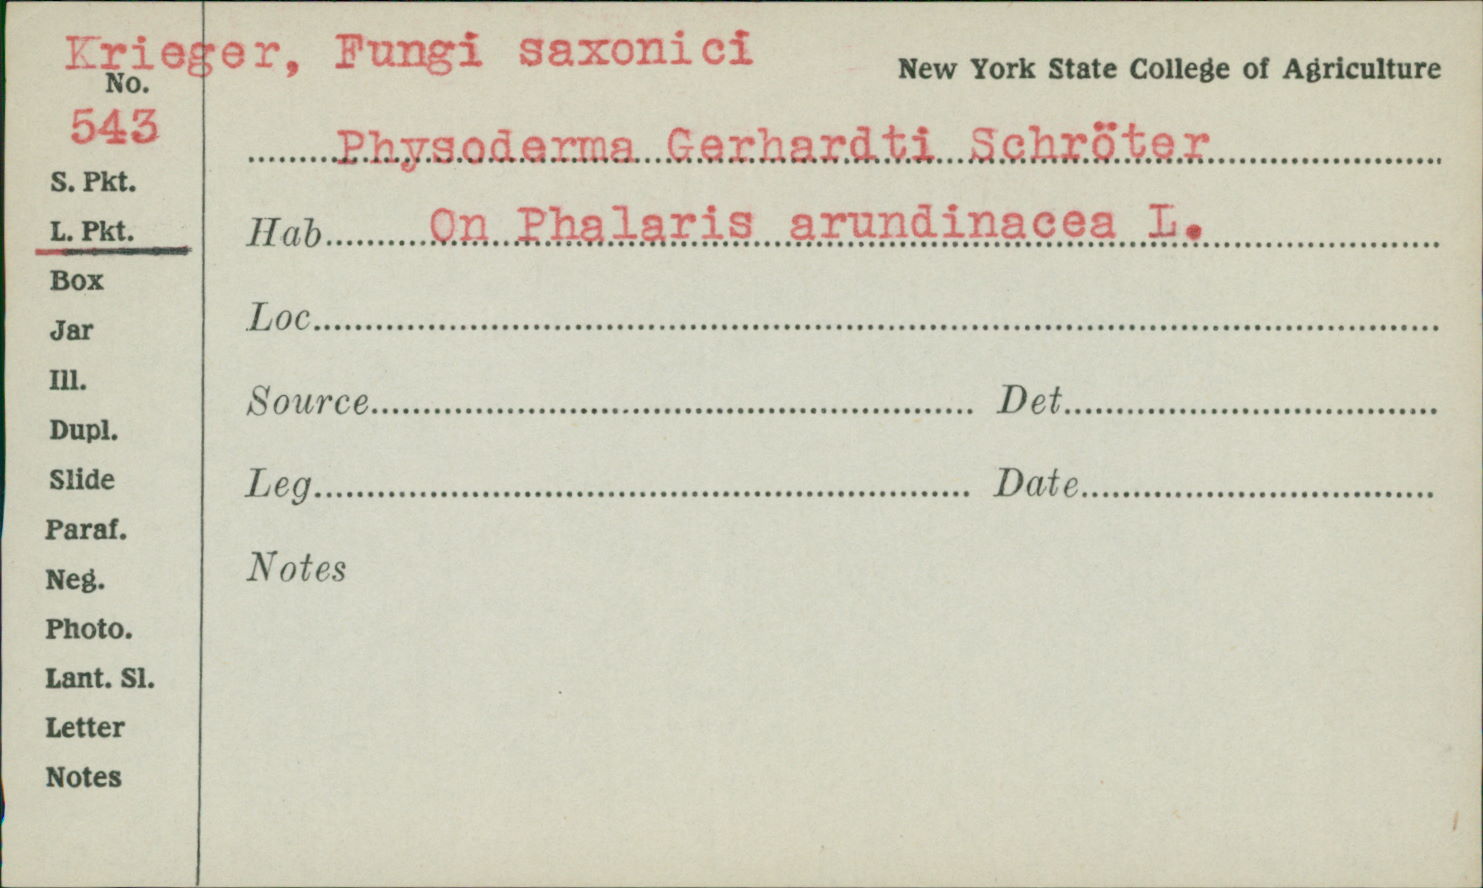 Krieger, Fungi saxonici
New York State College of Agriculture
No.
543
Physoderma Gerhardti Schröter
S. Pkt.
L. Pkt.
Hab. On Phalaris arundinacea L.
Box
Jar
Loc.
Ill.
Source Det.
Dupl.
Slide
Leg. Date
Paraf.
Neg.
Notes
Photo.
Lant. Sl.
Letter
Notes